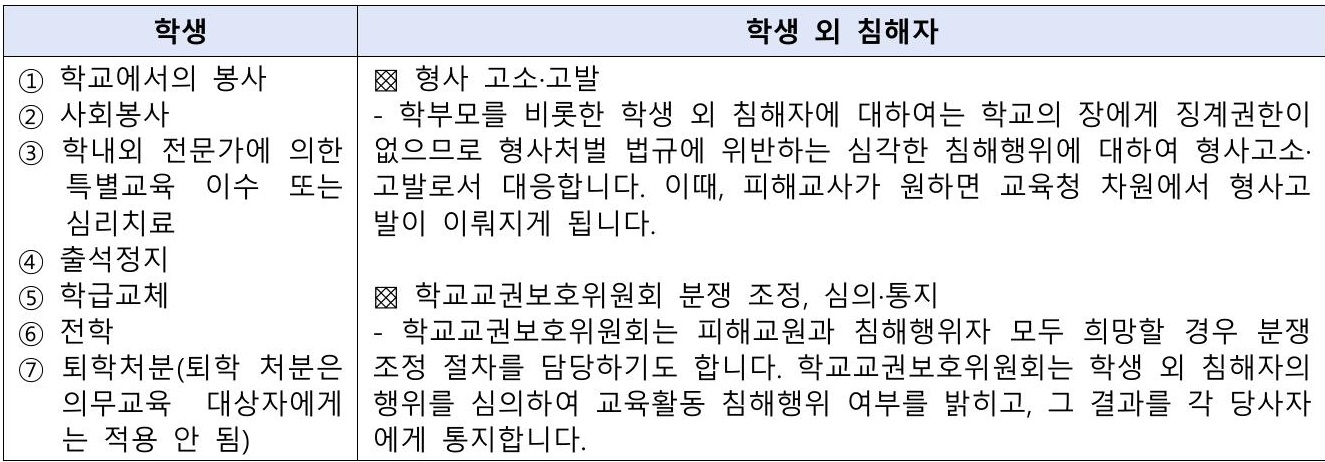 학생
① 학교에서의 봉사
② 사회봉사
③ 학내외 전문가에 의한
특별교육 이수 또는
심리치료
④ 출석정지
⑤ 학급교체
⑥ 전학
⑦ 퇴학처분(퇴학 처분은
의무교육 대상자에게
는 적용 안 됨)
학생 외 침해자
▩ 형사 고소·고발
- 학부모를 비롯한 학생 외 침해자에 대하여는 학교의 장에게 징계권한이
없으므로 형사처벌 법규에 위반하는 심각한 침해행위에 대하여 형사고소·
고발로서 대응합니다. 이때, 피해교사가 원하면 교육청 차원에서 형사고
발이 이뤄지게 됩니다.
▩ 학교교권보호위원회 분쟁 조정, 심의·통지
- 학교교권보호위원회는 피해교원과 침해행위자 모두 희망할 경우 분쟁
조정 절차를 담당하기도 합니다. 학교교권보호위원회는 학생 외 침해자의
행위를 심의하여 교육활동 침해행위 여부를 밝히고, 그 결과를 각 당사자
에게 통지합니다.